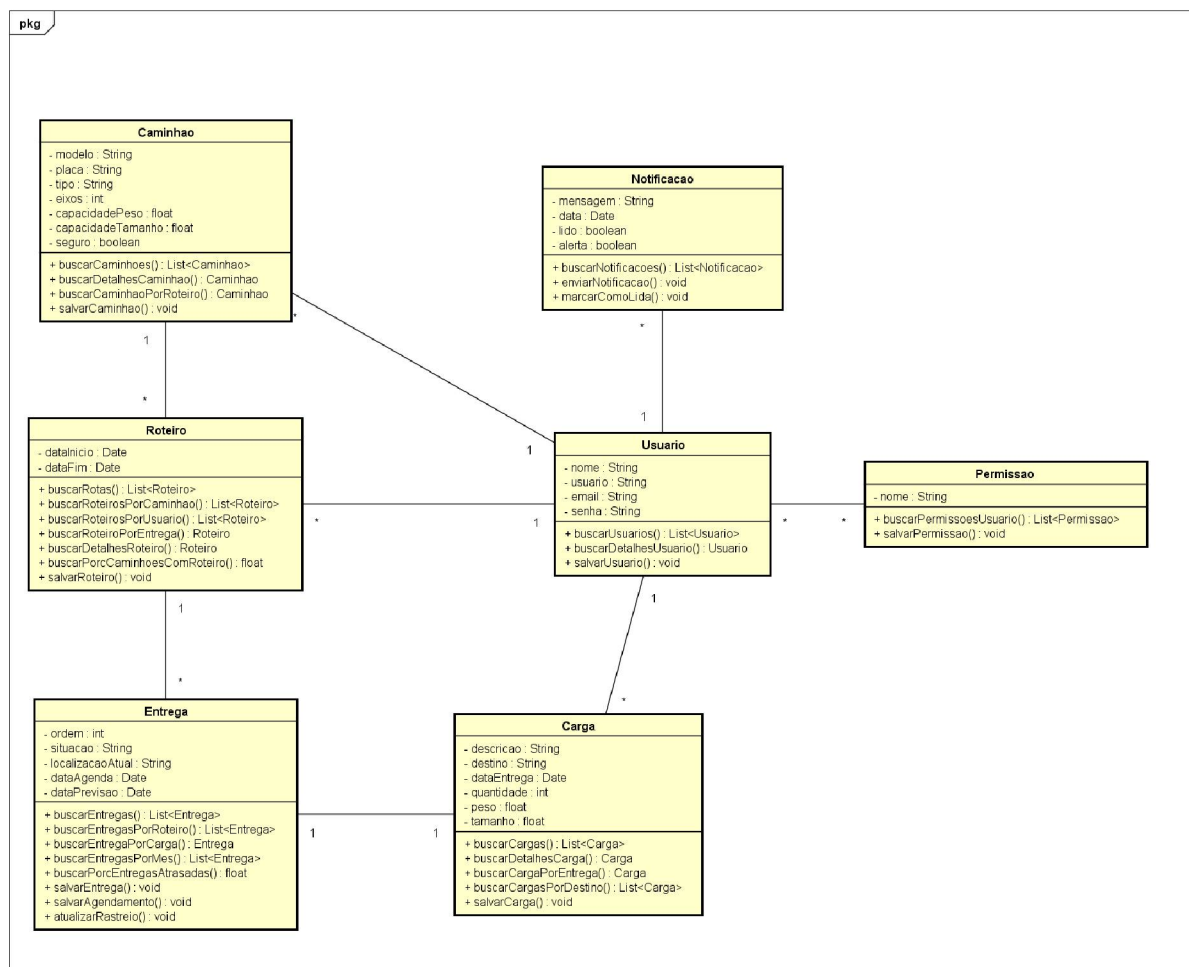 pkg
Caminhao
- modelo : String
- placa : String
- tipo : String
- eixos : int
- capacidadePeso : float
- capacidadeTamanho : float
- seguro : boolean
+ buscarCaminhoes() : List<Caminhao>
+ buscarDetalhesCaminhao() : Caminhao
+ buscarCaminhaoPorRoteiro() : Caminhao
+ salvarCaminhao() : void
Notificacao
- mensagem : String
- data : Date
- lido : boolean
- alerta : boolean
+ buscarNotificacoes() : List<Notificacao>
+ enviarNotificacao() : void
+ marcarComoLida() : void
*
1
*
*
1
1
Roteiro
- dataInicio : Date
- dataFim : Date
+ buscarRotas() : List<Roteiro>
+ buscarRoteirosPorCaminhao() : List<Roteiro>
+ buscarRoteirosPorUsuario() : List<Roteiro>
+ buscarRoteiroPorEntrega() : Roteiro
+ buscarDetalhesRoteiro() : Roteiro
+ buscarPorcCaminhoesComRoteiro() : float
+ salvarRoteiro() : void
Usuario
- nome : String
- usuario : String
- email : String
- senha : String
+ buscarUsuarios() : List<Usuario>
+ buscarDetalhesUsuario() : Usuario
+ salvarUsuario() : void
Permissao
- nome : String
+ buscarPermissoesUsuario() : List<Permissao>
+ salvarPermissao() : void
* 1 * *
1
1
*
*
Entrega
- ordem : int
- situacao : String
- localizacaoAtual : String
- dataAgenda : Date
- dataPrevisao : Date
+ buscarEntregas() : List<Entrega>
+ buscarEntregasPorRoteiro() : List<Entrega>
+ buscarEntregaPorCarga() : Entrega
+ buscarEntregasPorMes() : List<Entrega>
+ buscarPorcEntregasAtrasadas() : float
+ salvarEntrega() : void
+ salvarAgendamento() : void
+ atualizarRastreio() : void
1 1
Carga
- descricao : String
- destino : String
- dataEntrega : Date
- quantidade : int
- peso : float
- tamanho : float
+ buscarCargas() : List<Carga>
+ buscarDetalhesCarga() : Carga
+ buscarCargaPorEntrega() : Carga
+ buscarCargasPorDestino() : List<Carga>
+ salvarCarga() : void